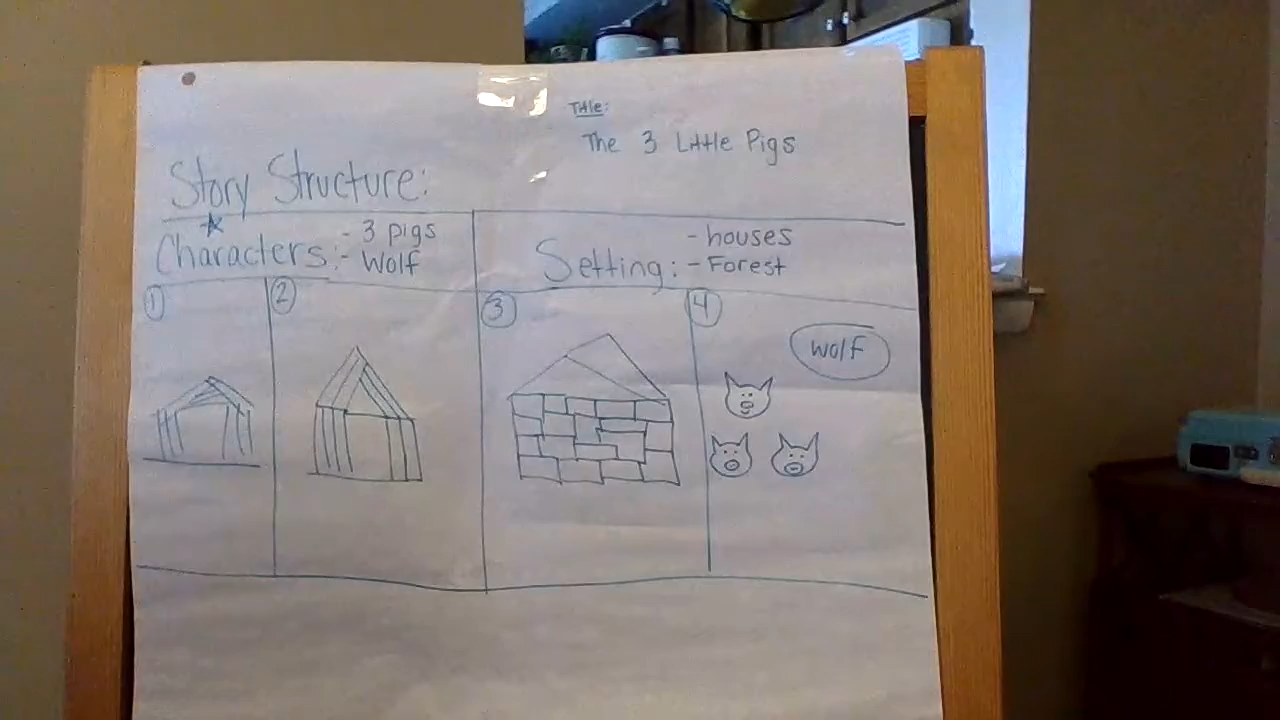 Title:
The 3 Little Pigs
Story Structure:
Characters: - 3 pigs
- Wolf
Setting: - houses
- Forest
1
2
3
4
wolf